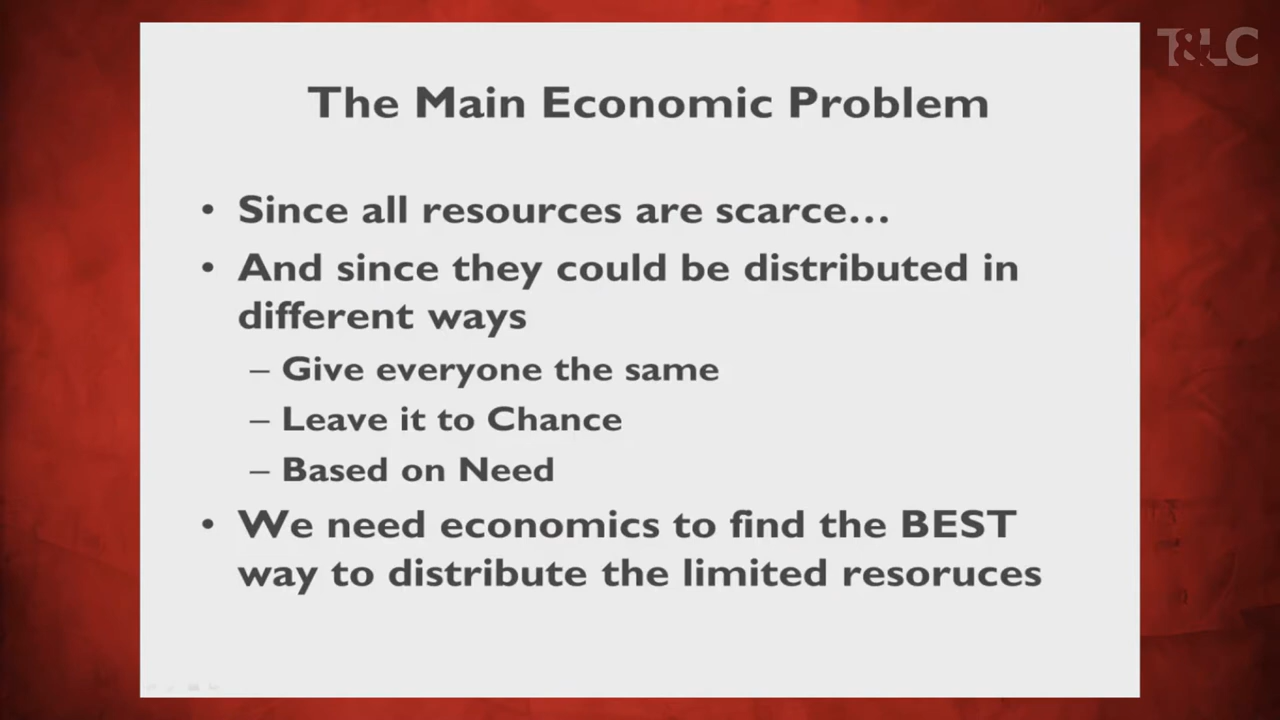 T&LC
The Main Economic Problem
• Since all resources are scarce...
• And since they could be distributed in
different ways
– Give everyone the same
– Leave it to Chance
– Based on Need
• We need economics to find the BEST
way to distribute the limited resoruces